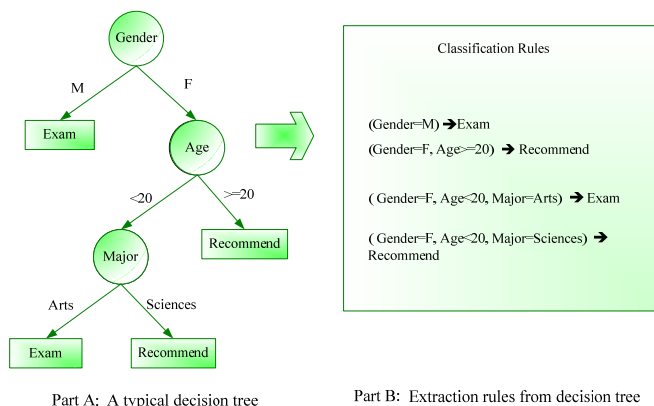 Gender
M
F
Exam
Age
<20
>=20
Major
Recommend
Arts
Sciences
Exam
Recommend
Part A: A typical decision tree
Classification Rules
(Gender=M) ➔Exam
(Gender=F, Age>=20) ➔ Recommend
( Gender=F, Age<20, Major=Arts) ➔ Exam
( Gender=F, Age<20, Major=Sciences) ➔
Recommend
Part B: Extraction rules from decision tree